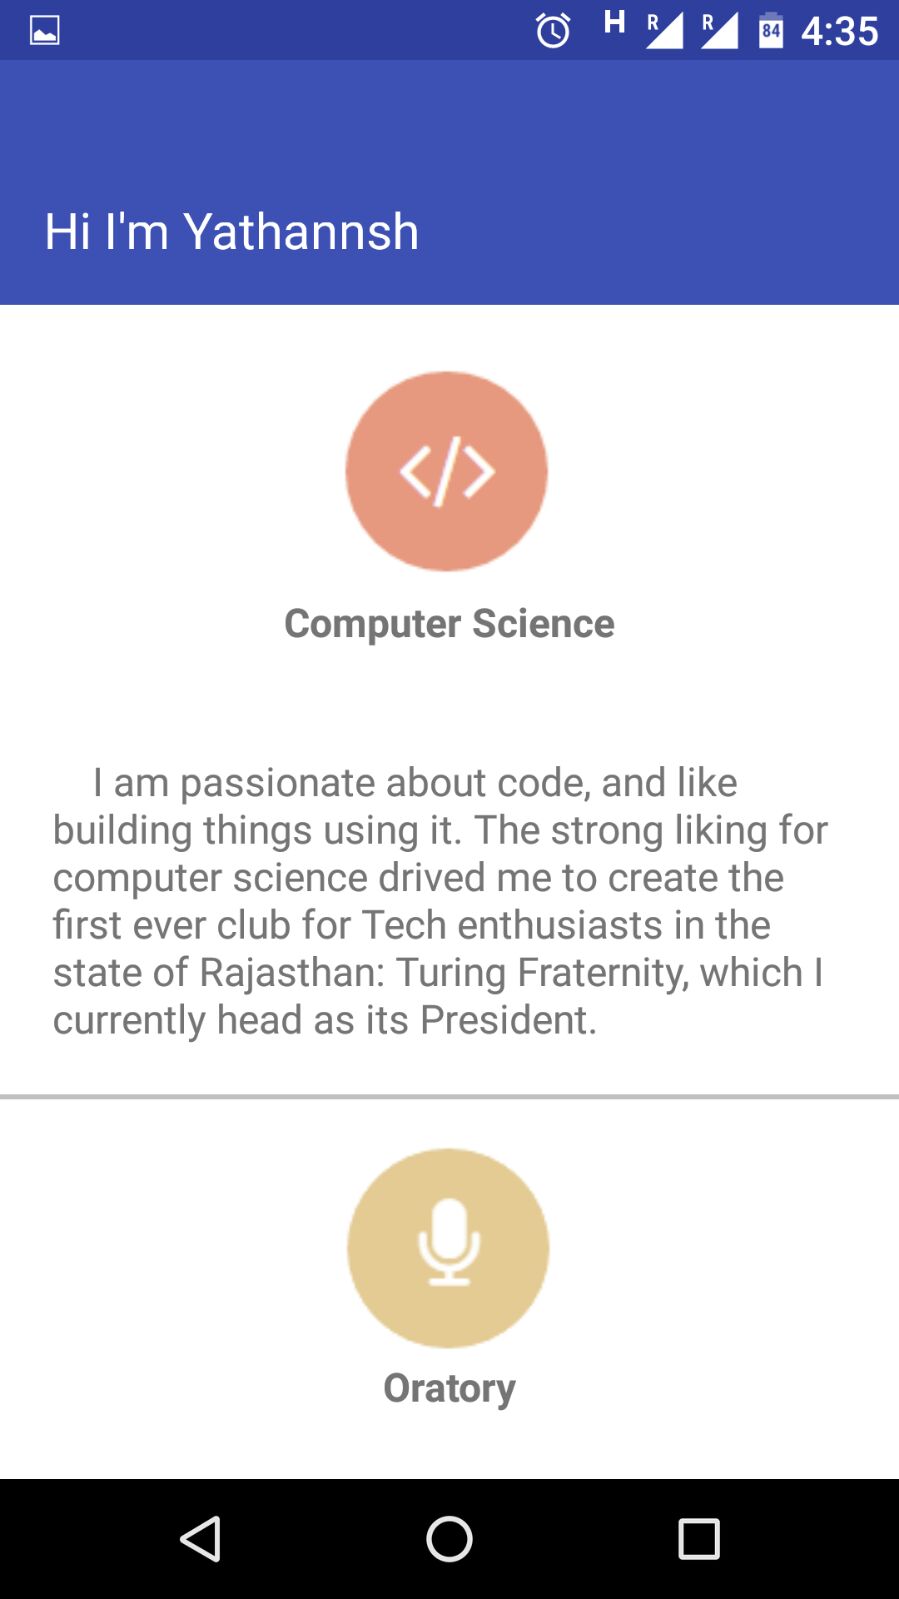 H R R 84 4:35
Hi I'm Yathannsh
Computer Science
I am passionate about code, and like
building things using it. The strong liking for
computer science drived me to create the
first ever club for Tech enthusiasts in the
state of Rajasthan: Turing Fraternity, which I
currently head as its President.
Oratory